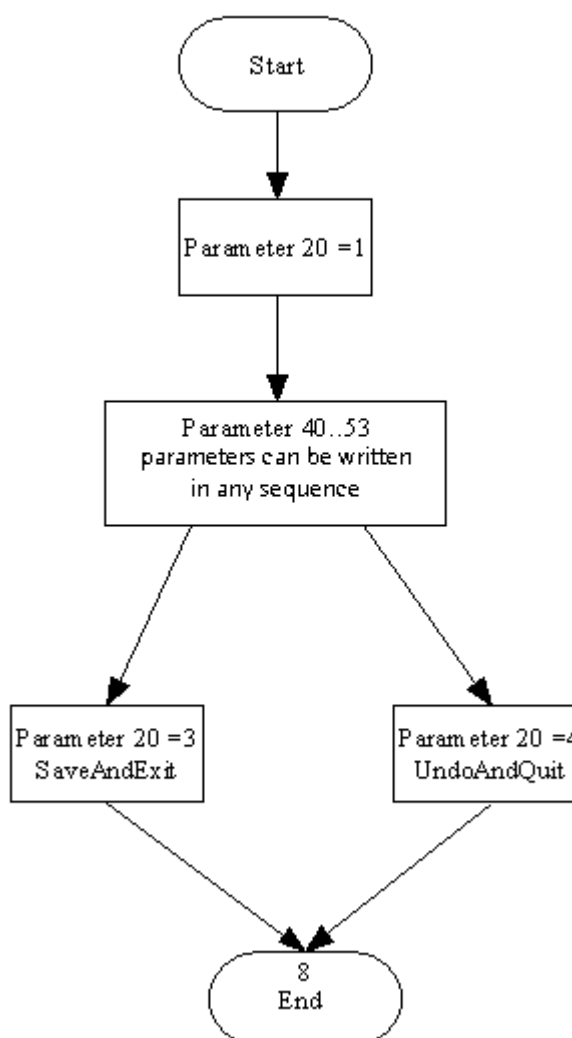 Start
Parameter 20 =1
Parameter 40..53
parameters can be written
in any sequence
Parameter 20 =3
SaveAndExit
Parameter 20 =4
UndoAndQuit
8
End